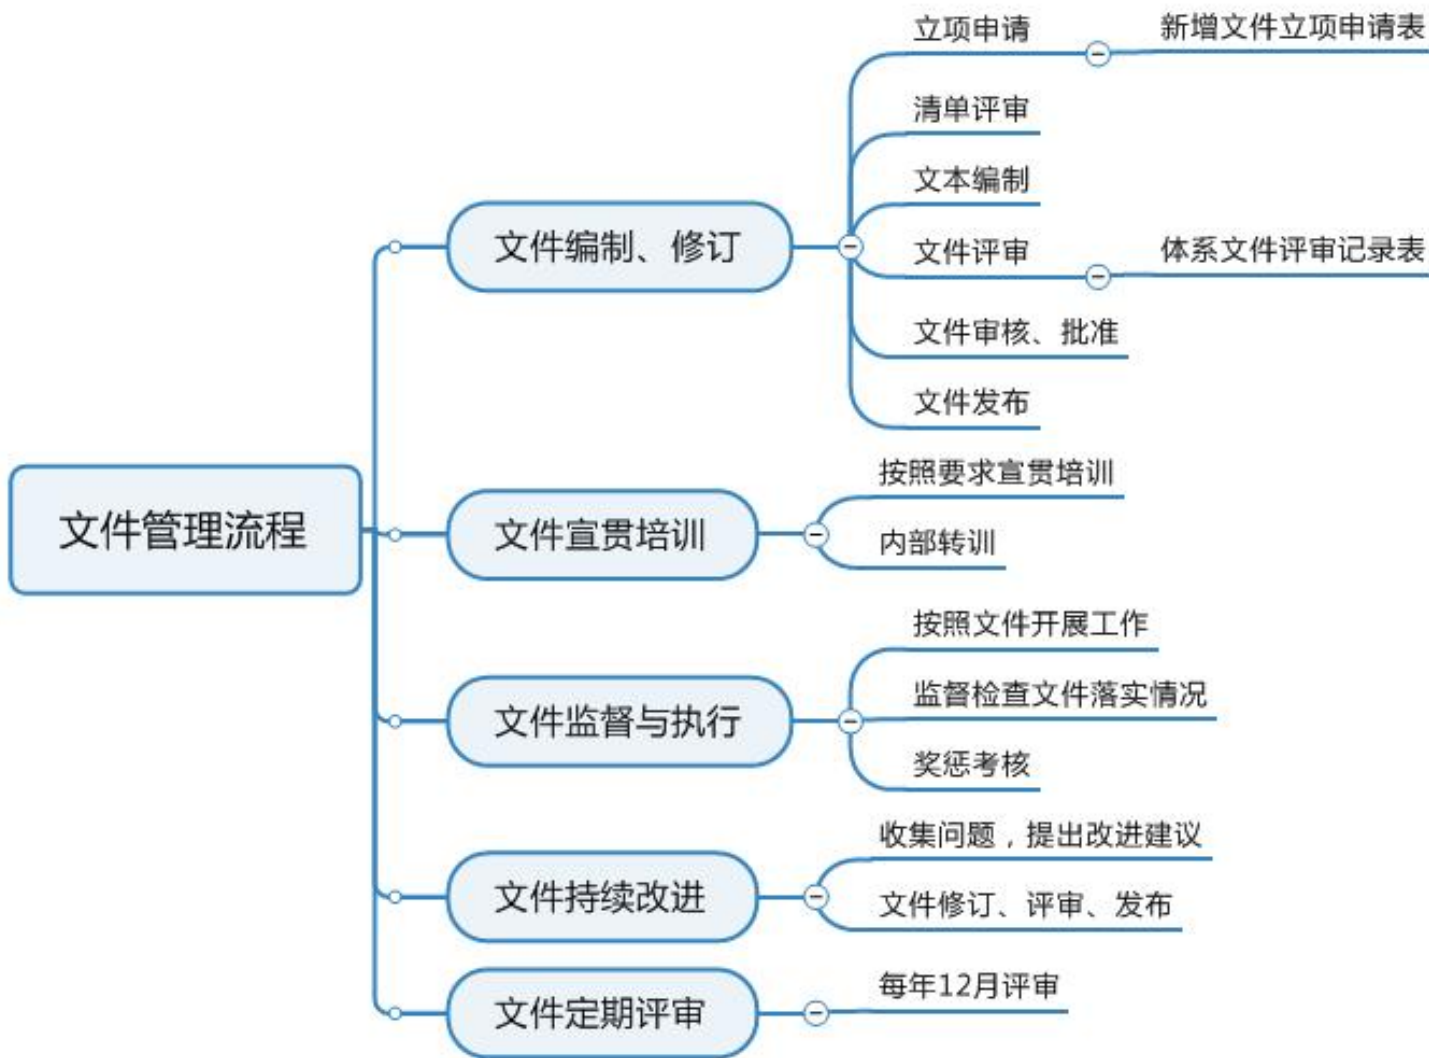 文件管理流程
文件编制、修订
立项申请
新增文件立项申请表
清单评审
文本编制
文件评审
体系文件评审记录表
文件审核、批准
文件发布
文件宣贯培训
按照要求宣贯培训
内部转训
文件监督与执行
按照文件开展工作
监督检查文件落实情况
奖惩考核
文件持续改进
收集问题，提出改进建议
文件修订、评审、发布
文件定期评审
每年12月评审